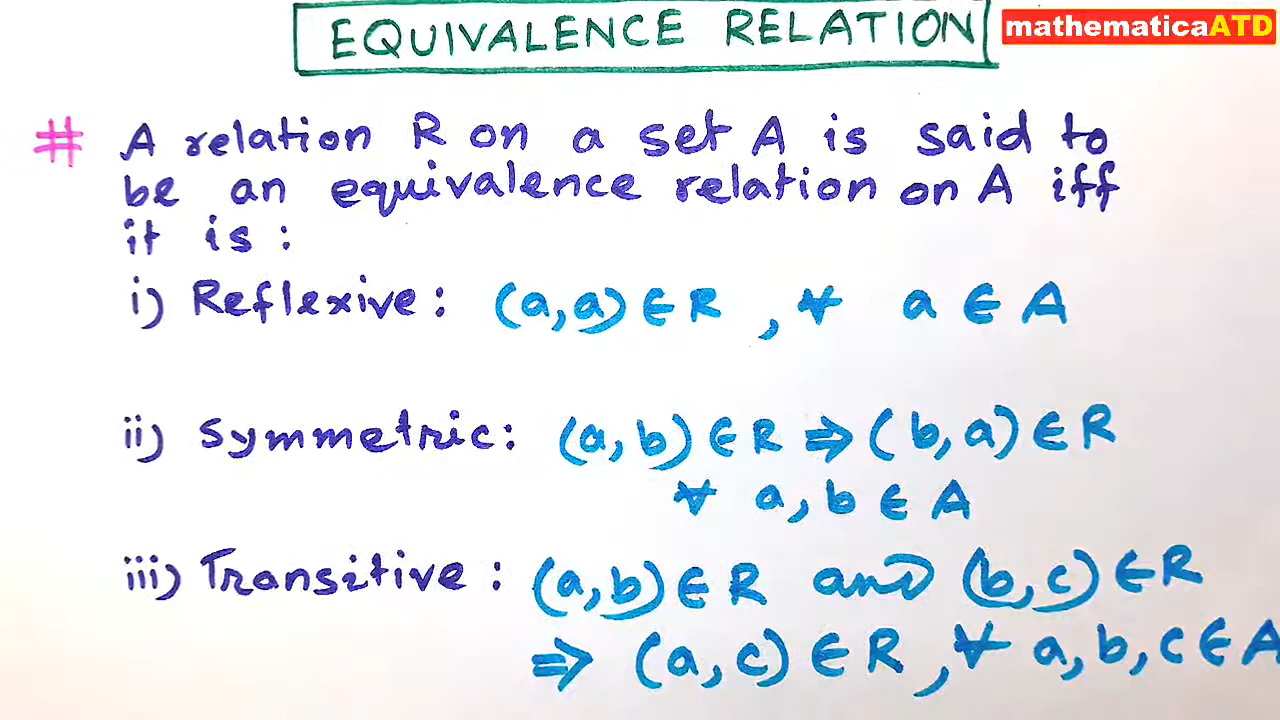 EQUIVALENCE RELATION
mathematicaATD
# A relation R on a set A is said to
be an equivalence relation on A iff
it is :
i) Reflexive : (a,a) ∈ R , ∀ a ∈ A
ii) Symmetric : (a,b) ∈ R ⇒ (b,a) ∈ R
∀ a,b ∈ A
iii) Transitive : (a,b) ∈ R and (b,c) ∈ R
⇒ (a,c) ∈ R , ∀ a,b,c ∈ A